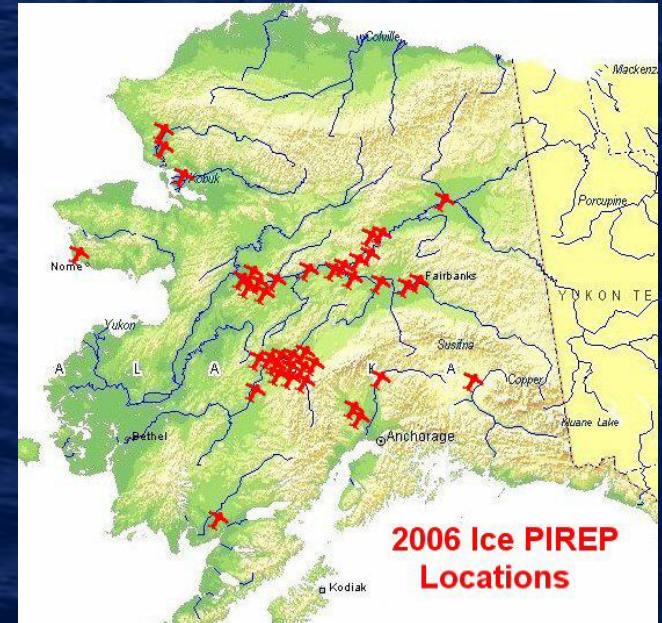 Colville
Mackenz
Kobuk
Porcupine
Nome
Fairbanks
YUKON TE
Yukon
Susitna
A L A K A
Copper
Kluane Lake
Bethel
Anchorage
2006 Ice PIREP
Locations
Kodiak